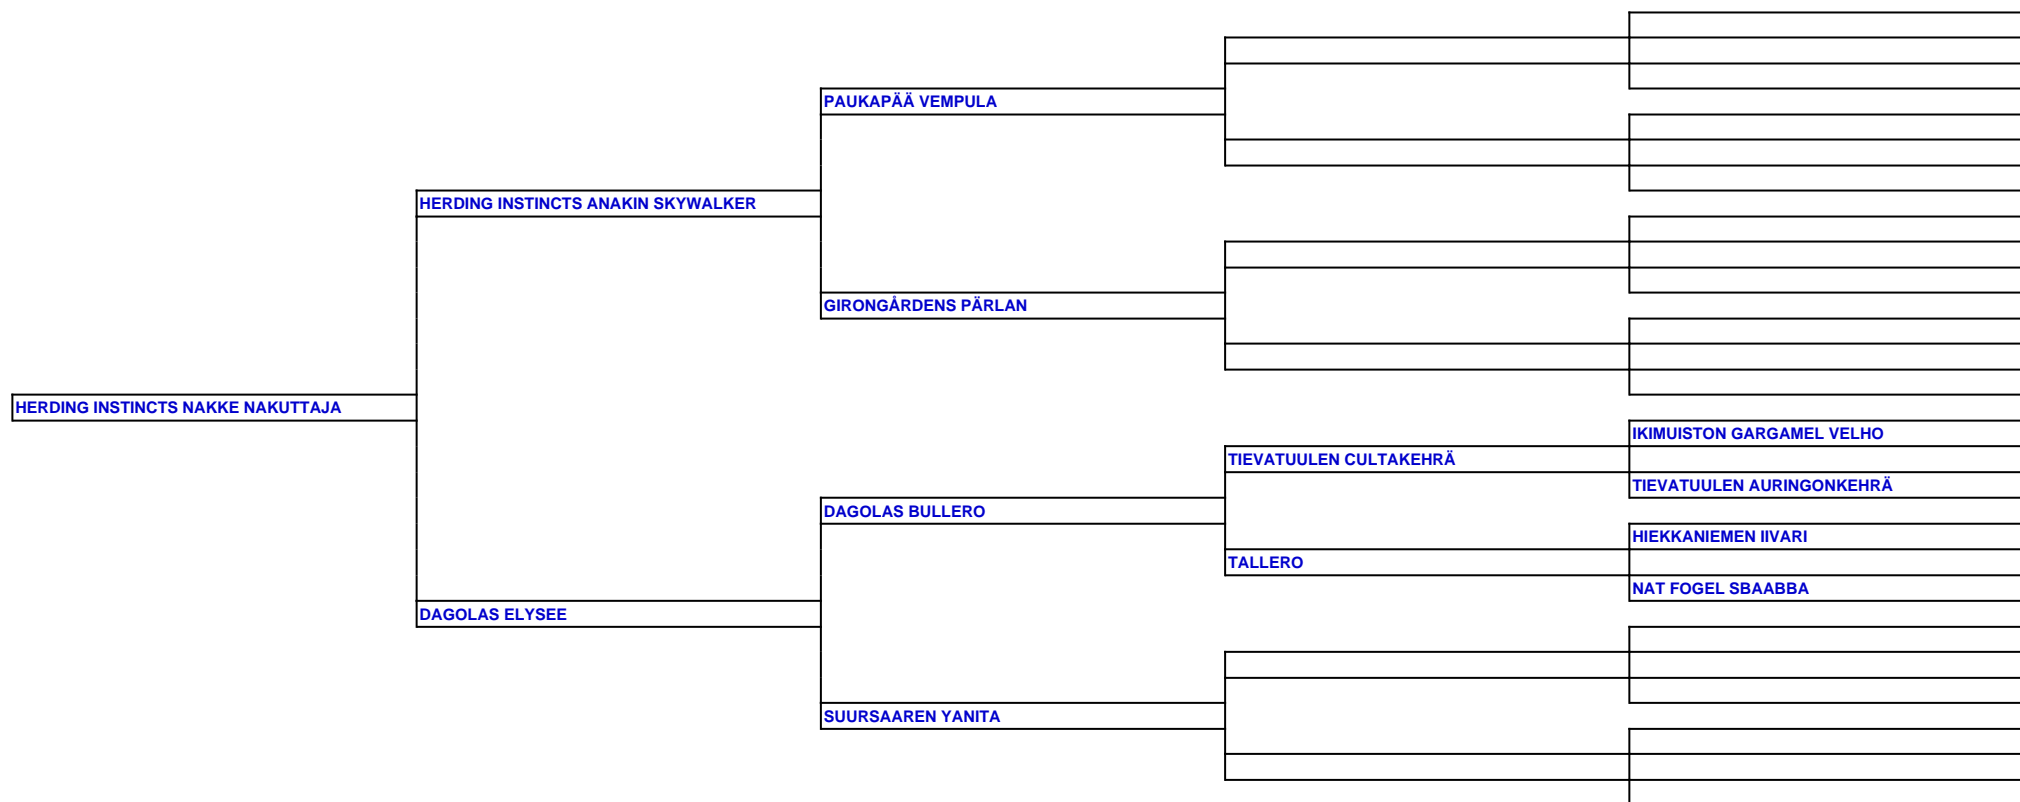 PAUKAPÄÄ VEMPULA
HERDING INSTINCTS ANAKIN SKYWALKER
GIRONGÅRDENS PÄRLAN
HERDING INSTINCTS NAKKE NAKUTTAJA
IKIMUISTON GARGAMEL VELHO
TIEVATUULEN CULTAKEHRÄ
TIEVATUULEN AURINGONKEHRÄ
DAGOLAS BULLERO
HIEKKANIEMEN IIVARI
TALLERO
NAT FOGEL SBAABBA
DAGOLAS ELYSEE
SUURSAAREN YANITA